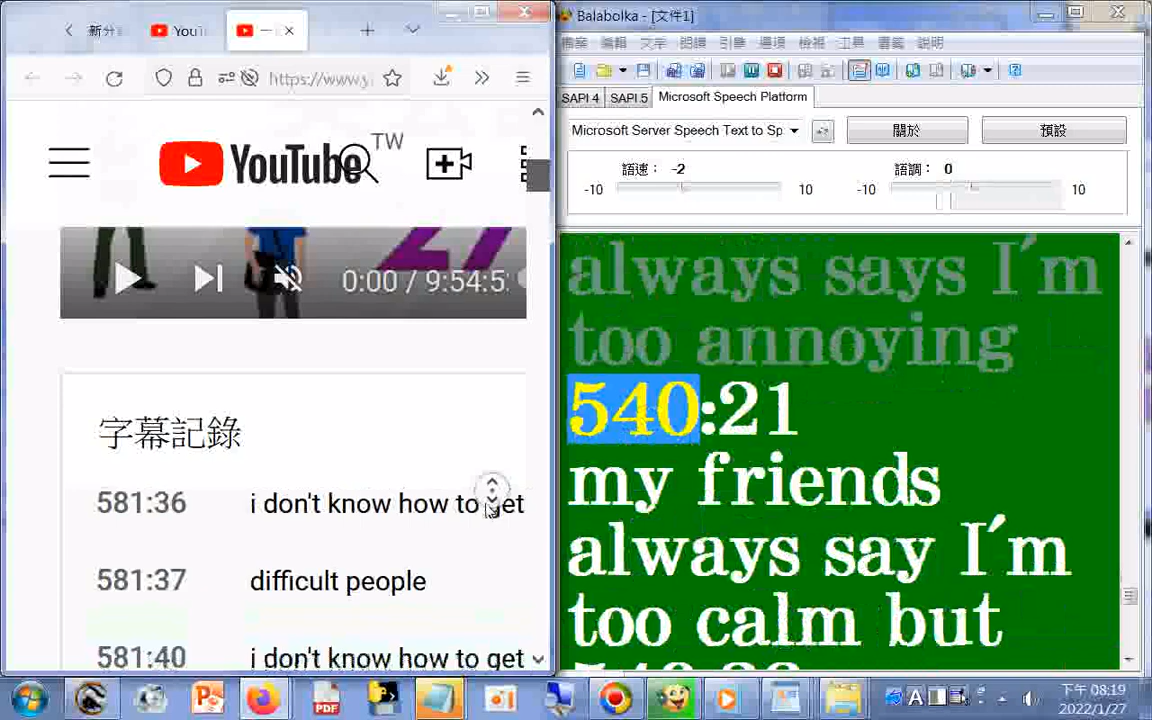 新分
YouT
一
https://www.y
TW
YouTube
27
0:00 / 9:54:5
字幕記錄
581:36 i don't know how to get
581:37 difficult people
581:40 i don't know how to get
Balabolka - [文件1]
檔案 編輯 文字 閱讀 引擎 選項 檢視 工具 書籤 說明
SAPI 4 SAPI 5 Microsoft Speech Platform
Microsoft Server Speech Text to Sp
關於
預設
語速： -2
語調： 0
-10 10 -10 10
always says I´m
too annoying
540:21
my friends
always say I´m
too calm but
PDF
A
下午 08:19
2022/1/27